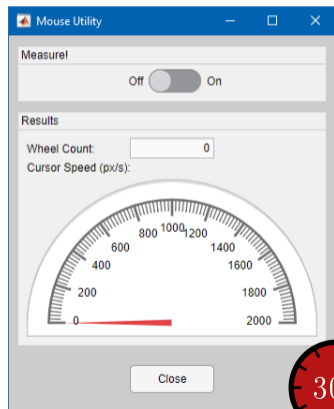 Mouse Utility
Measure!
Off On
Results
Wheel Count: 0
Cursor Speed (px/s):
0 200 400 600 800 1000 1200 1400 1600 1800 2000
Close